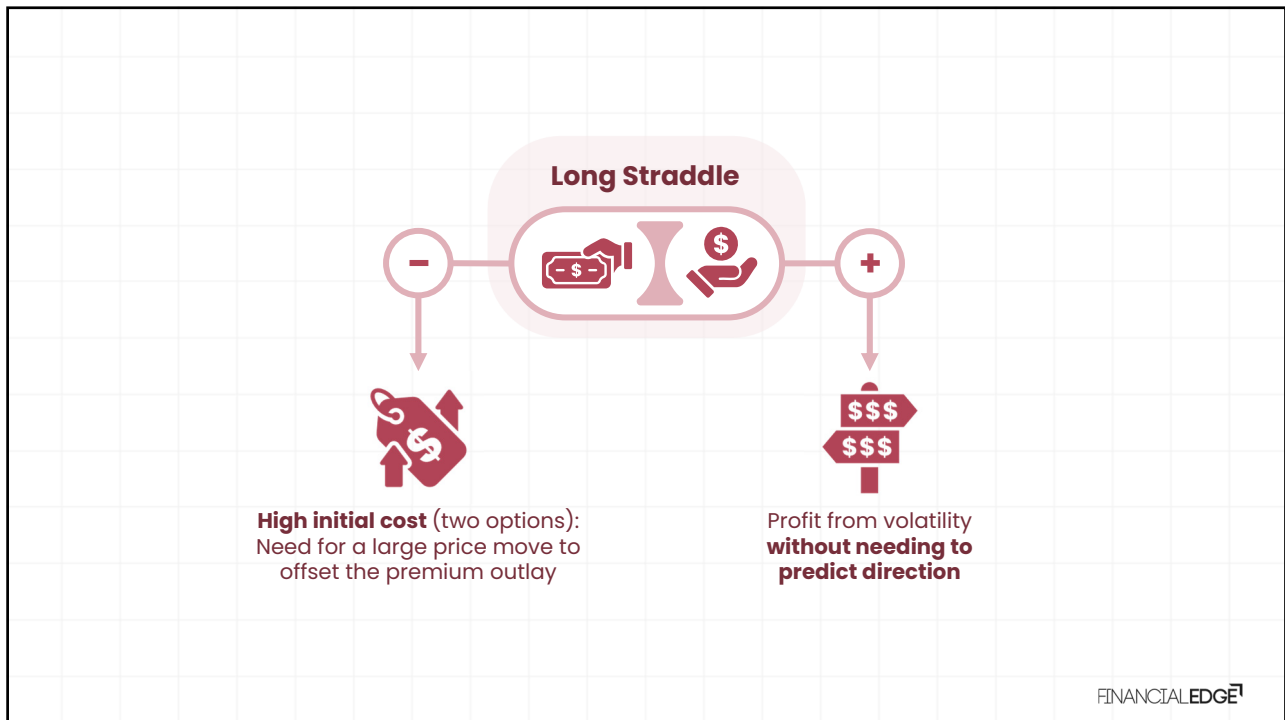 Long Straddle
-
- $ -
$
+
$
$$$
$$$
High initial cost (two options):
Need for a large price move to
offset the premium outlay
Profit from volatility
without needing to
predict direction
FINANCIALEDGE